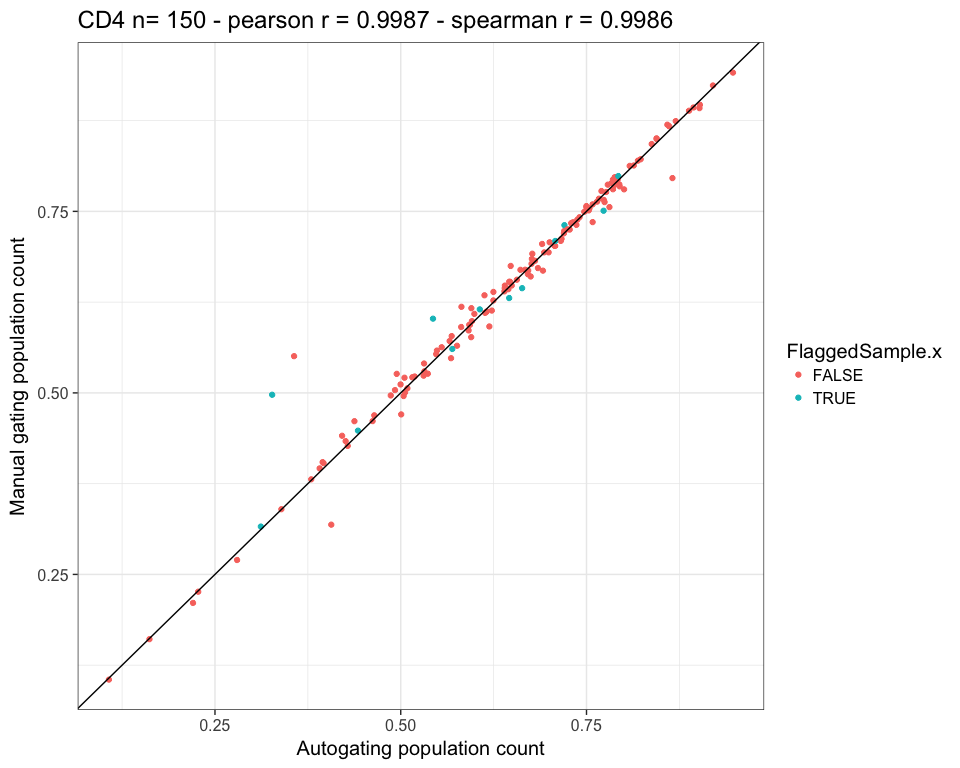 CD4 n= 150 - pearson r = 0.9987 - spearman r = 0.9986
Manual gating population count
0.75
0.50
0.25
0.25 0.50 0.75
Autogating population count
FlaggedSample.x
FALSE
TRUE